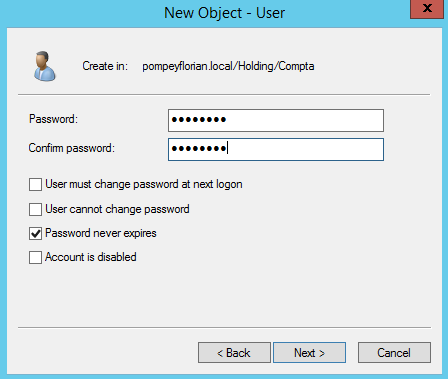 New Object - User
x
Create in: pompeyflorian.local/Holding/Compta
Password: ••••••••
Confirm password: ••••••••
User must change password at next logon
User cannot change password
Password never expires
Account is disabled
< Back Next > Cancel